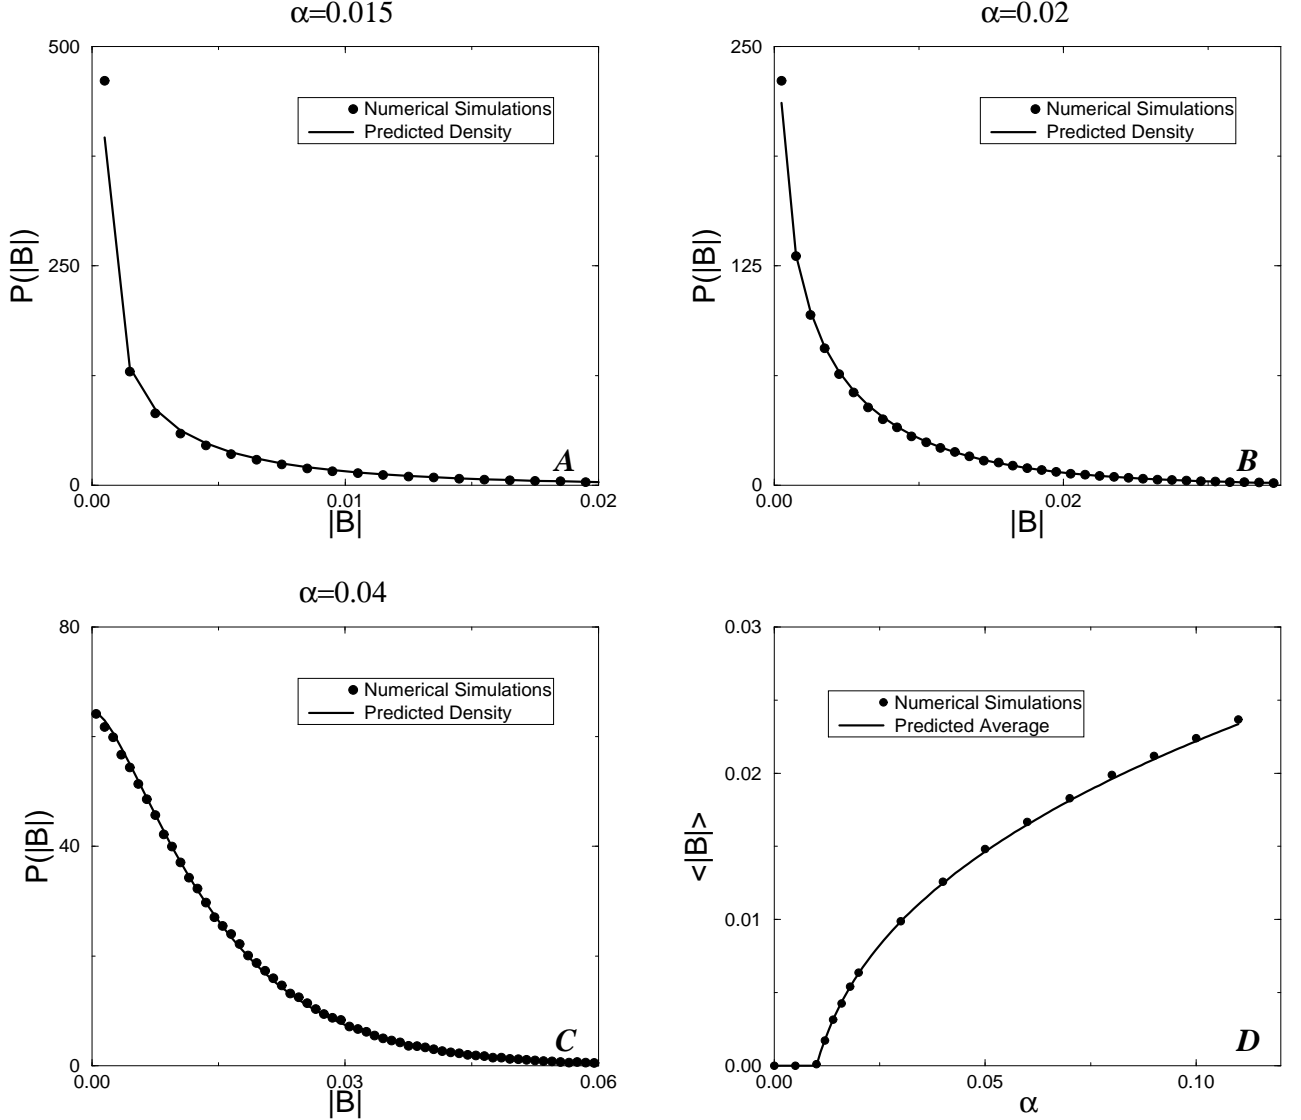 α=0.015
500
250
0
P(|B|)
Numerical Simulations
Predicted Density
A
0.00
0.01
0.02
|B|
α=0.02
250
125
0
P(|B|)
Numerical Simulations
Predicted Density
B
0.00
0.02
|B|
α=0.04
80
40
0
P(|B|)
Numerical Simulations
Predicted Density
C
0.00
0.03
0.06
|B|
0.03
0.02
0.01
0.00
<|B|>
Numerical Simulations
Predicted Average
D
0.00
0.05
0.10
α